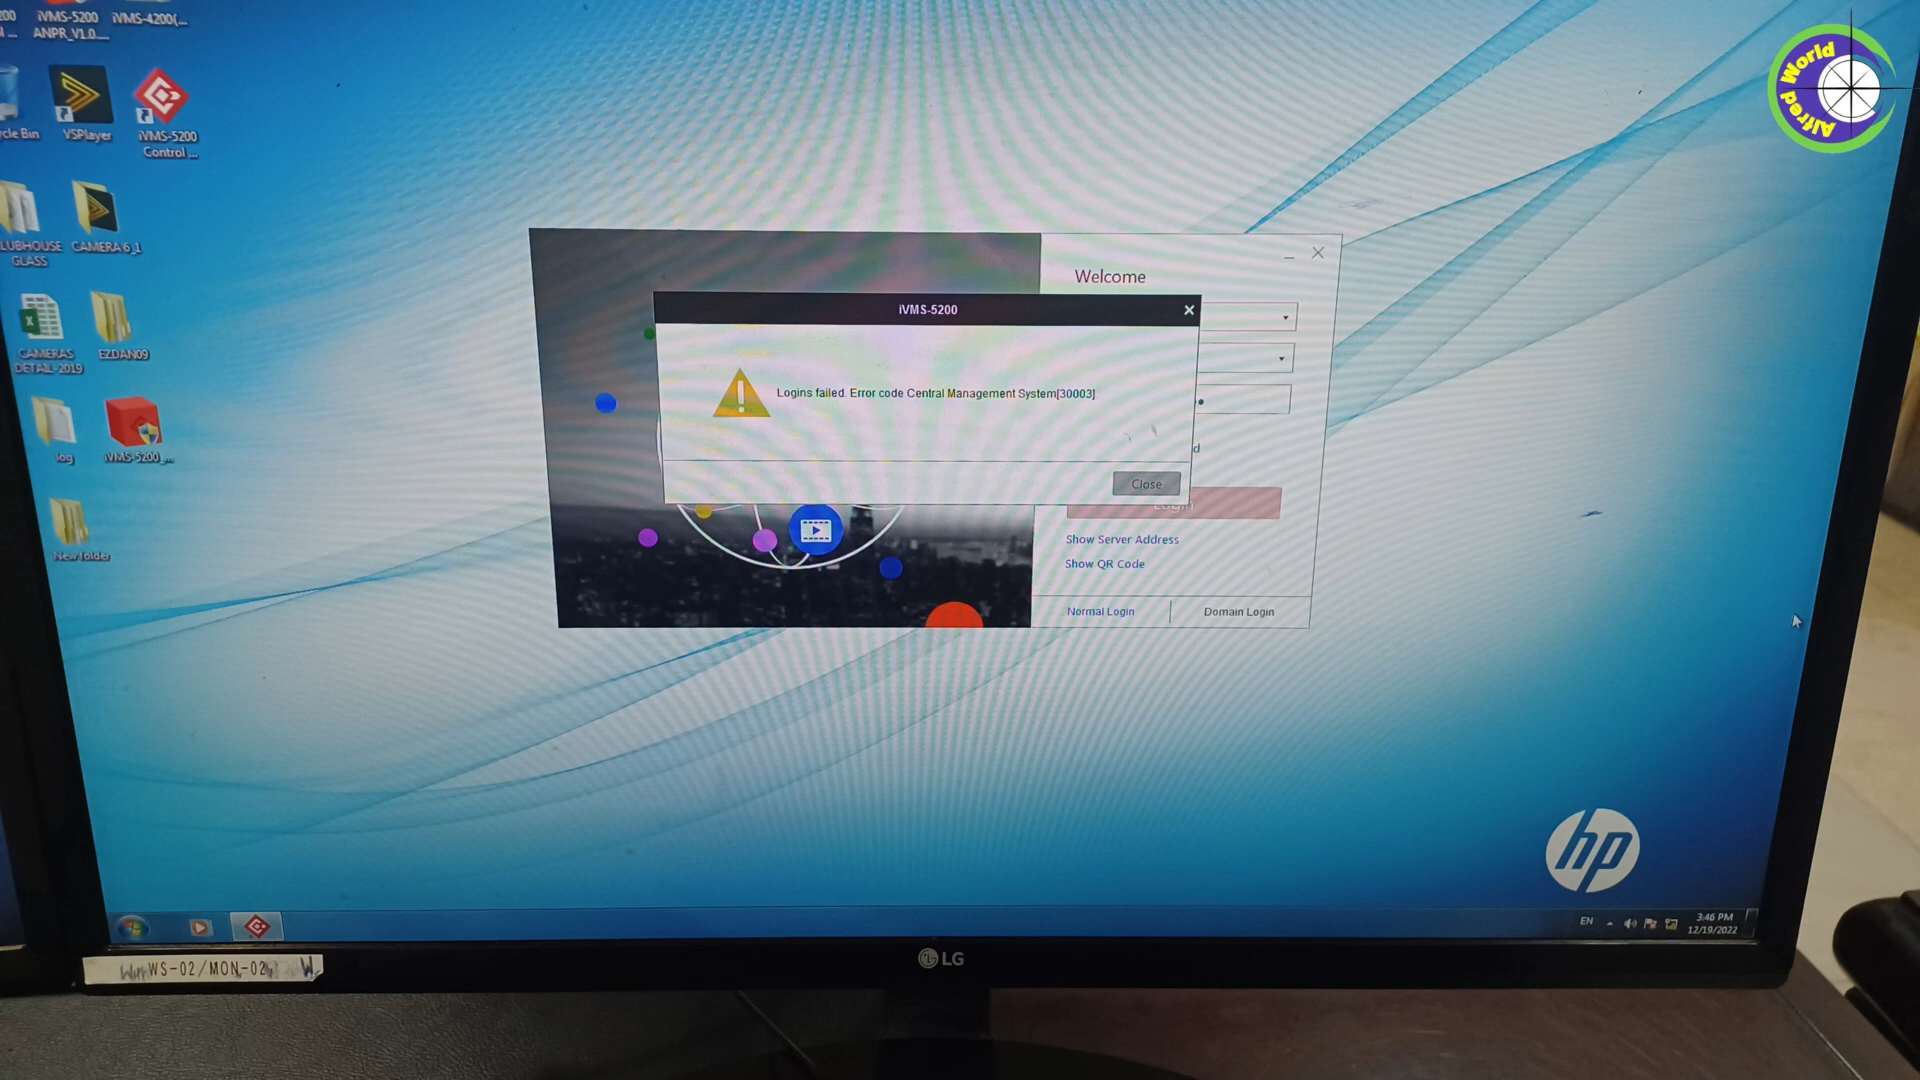 iVMS-5200
ANPR_V1.0....
iVMS-4200(...
VSPlayer
iVMS-5200
Control ...
GLASS
CAMERA 6_1
CAMERAS
DETAIL-2019
EZDAN09
log
iVMS-5200_...
New folder
World
Alfred
Welcome
iVMS-5200
Logins failed. Error code Central Management System[30003]
Close
Login
Show Server Address
Show QR Code
Normal Login
Domain Login
hp
EN
3:46 PM
12/19/2022
WS-02/MON-02
LG